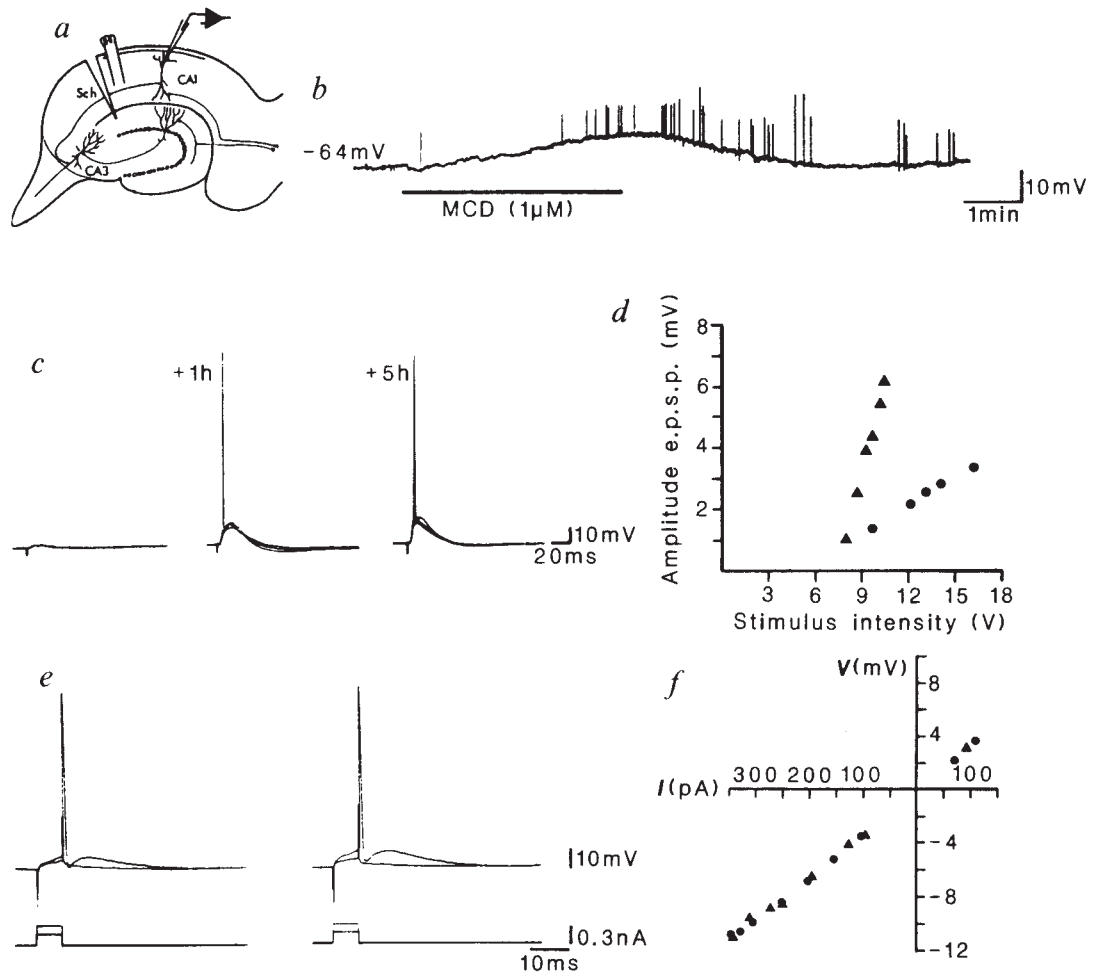 a
Sch
CA1
CA3
b
-64mV
MCD (1µM)
10mV
1min
c
+1h
+5h
10mV
20ms
d
Amplitude e.p.s.p. (mV)
8
6
4
2
3 6 9 12 15 18
Stimulus intensity (V)
e
10mV
0.3nA
10ms
f
V(mV)
8
4
300 200 100 100
I(pA)
-4
-8
-12